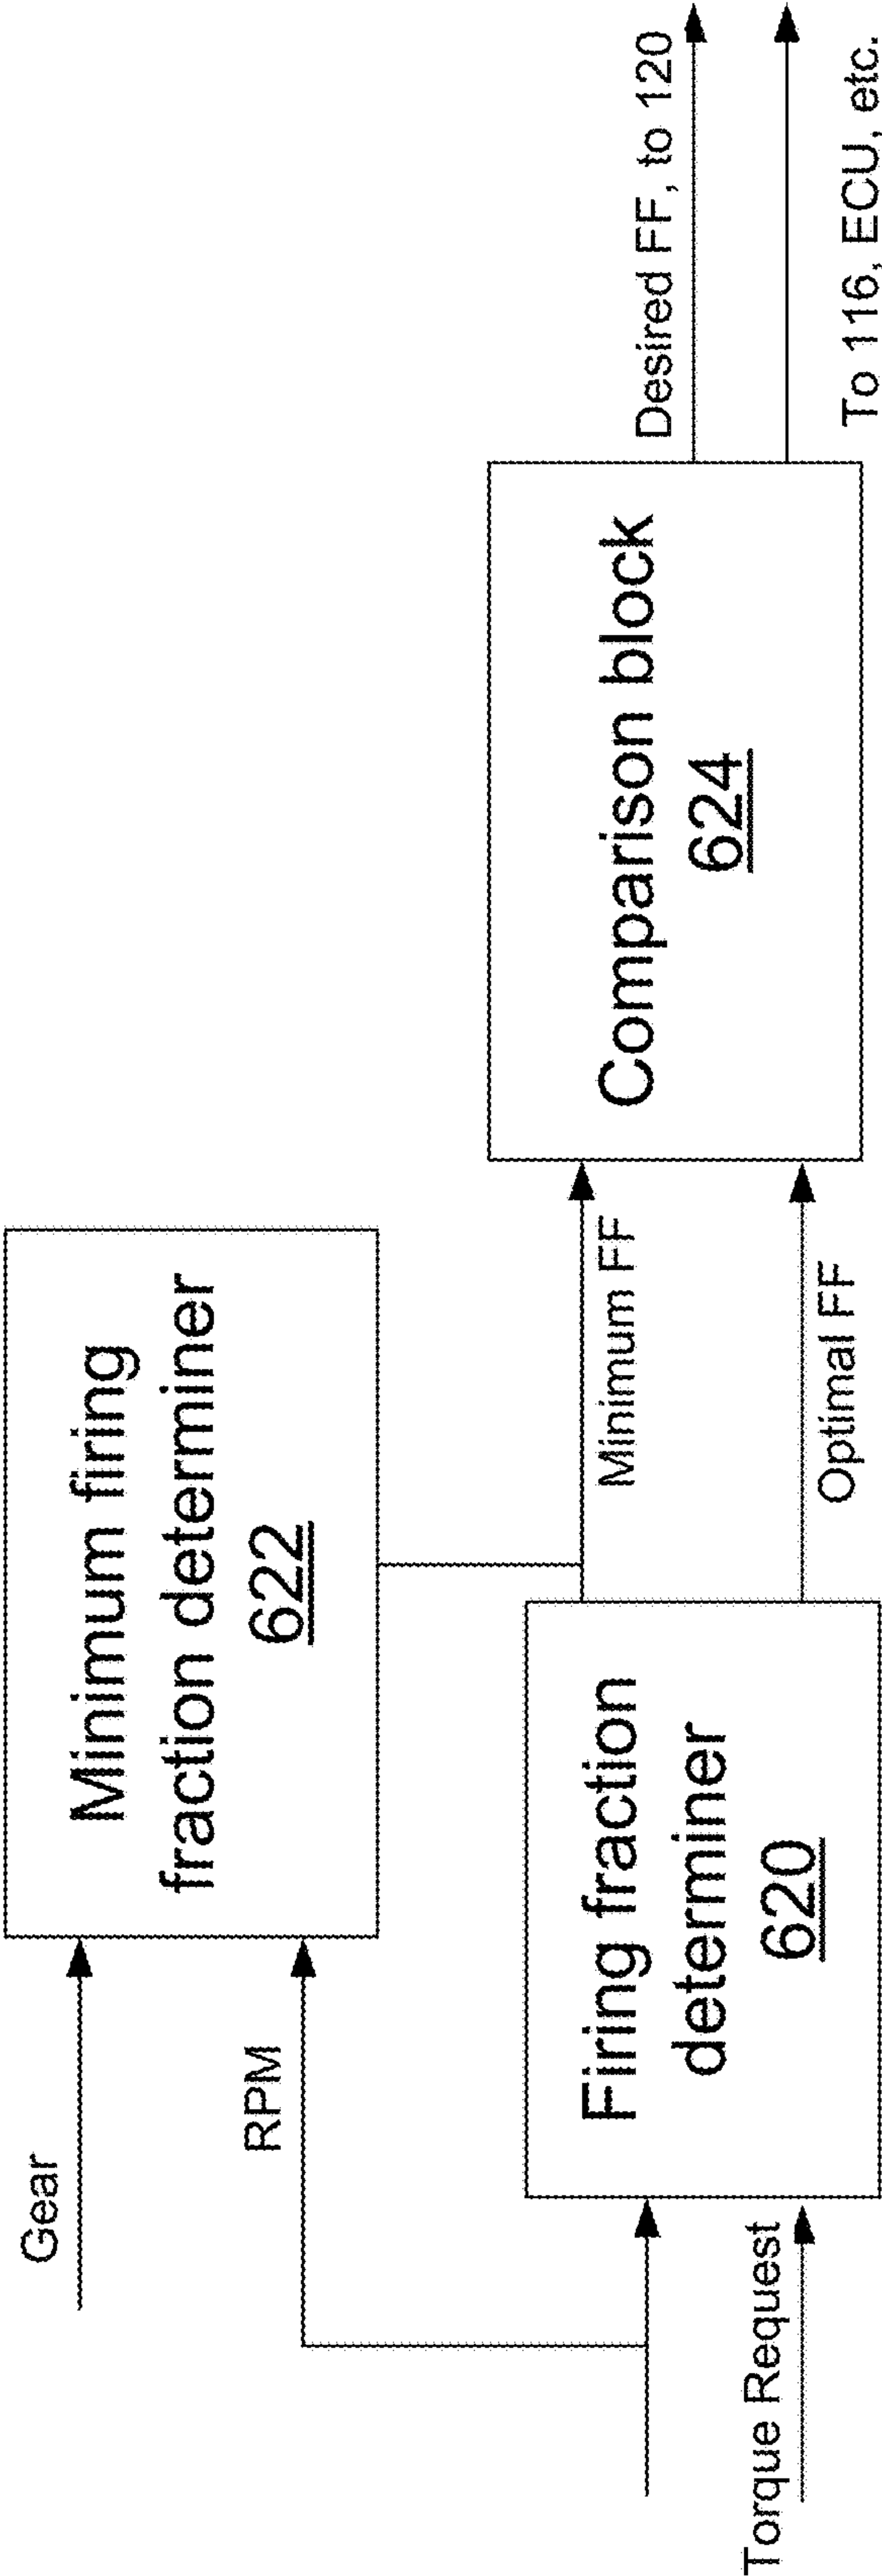 Gear
RPM
Torque Request
Minimum firing
fraction determiner
622
Firing fraction
determiner
620
Minimum FF
Optimal FF
Comparison block
624
Desired FF, to 120
To 116, ECU, etc.